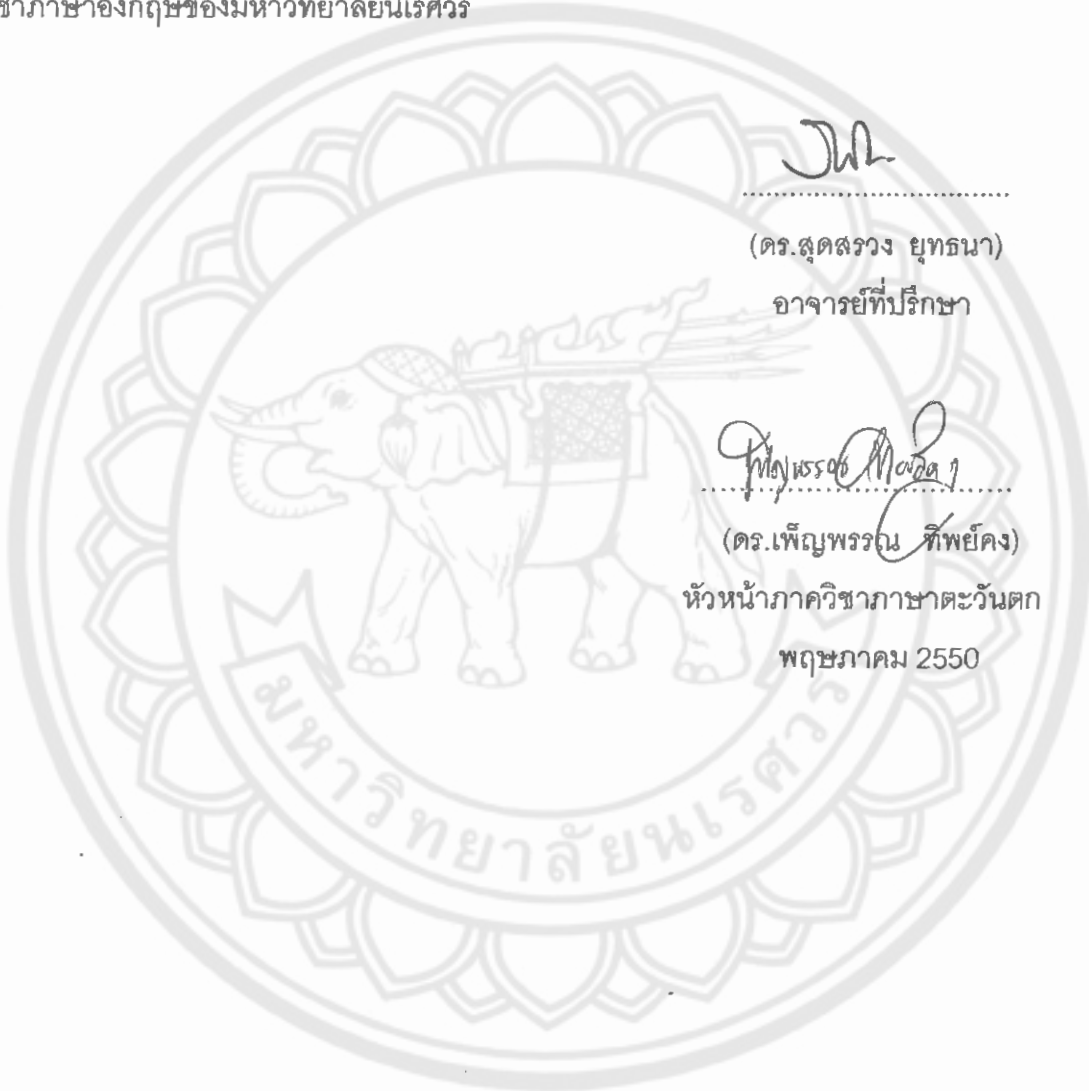 ชาภาษาอังกฤษของมหาวิทยาลัยนเรศวร
(ดร.สุดสรวง ยุทธนา)
อาจารย์ที่ปรึกษา
(ดร.เพ็ญพรรณ ทิพย์คง)
หัวหน้าภาควิชาภาษาตะวันตก
พฤษภาคม 2550
มหาวิทยาลัยนเรศวร